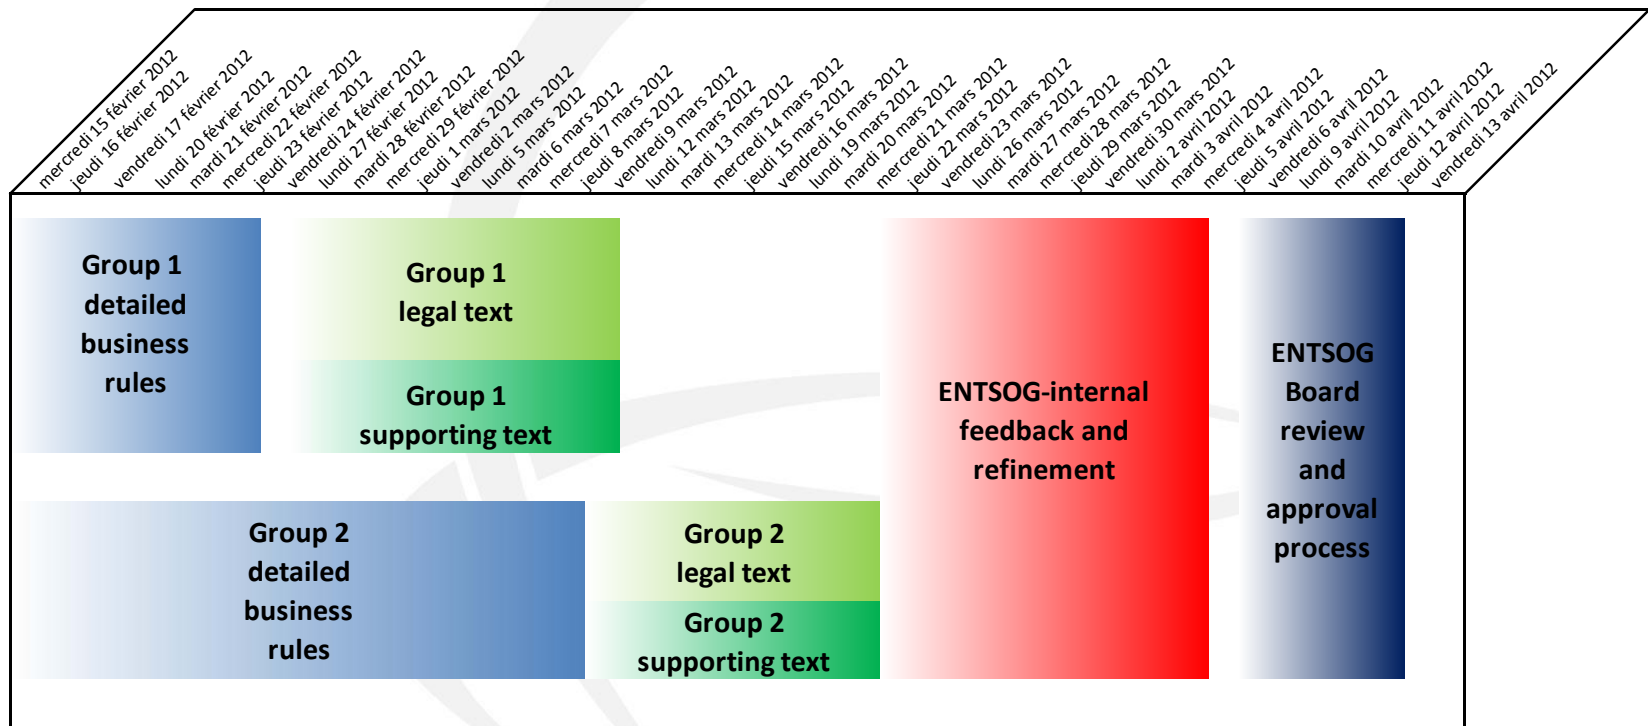 mercredi 15 février 2012
jeudi 16 février 2012
vendredi 17 février 2012
lundi 20 février 2012
mardi 21 février 2012
mercredi 22 février 2012
jeudi 23 février 2012
vendredi 24 février 2012
lundi 27 février 2012
mardi 28 février 2012
mercredi 29 février 2012
jeudi 1 mars 2012
vendredi 2 mars 2012
lundi 5 mars 2012
mardi 6 mars 2012
mercredi 7 mars 2012
jeudi 8 mars 2012
vendredi 9 mars 2012
lundi 12 mars 2012
mardi 13 mars 2012
mercredi 14 mars 2012
jeudi 15 mars 2012
vendredi 16 mars 2012
lundi 19 mars 2012
mardi 20 mars 2012
mercredi 21 mars 2012
jeudi 22 mars 2012
vendredi 23 mars 2012
lundi 26 mars 2012
mardi 27 mars 2012
mercredi 28 mars 2012
jeudi 29 mars 2012
vendredi 30 mars 2012
lundi 2 avril 2012
mardi 3 avril 2012
mercredi 4 avril 2012
jeudi 5 avril 2012
vendredi 6 avril 2012
lundi 9 avril 2012
mardi 10 avril 2012
mercredi 11 avril 2012
jeudi 12 avril 2012
vendredi 13 avril 2012
Group 1
detailed
business
rules
Group 1
legal text
Group 1
supporting text
ENTSOG-internal
feedback and
refinement
ENTSOG
Board
review
and
approval
process
Group 2
detailed
business
rules
Group 2
legal text
Group 2
supporting text